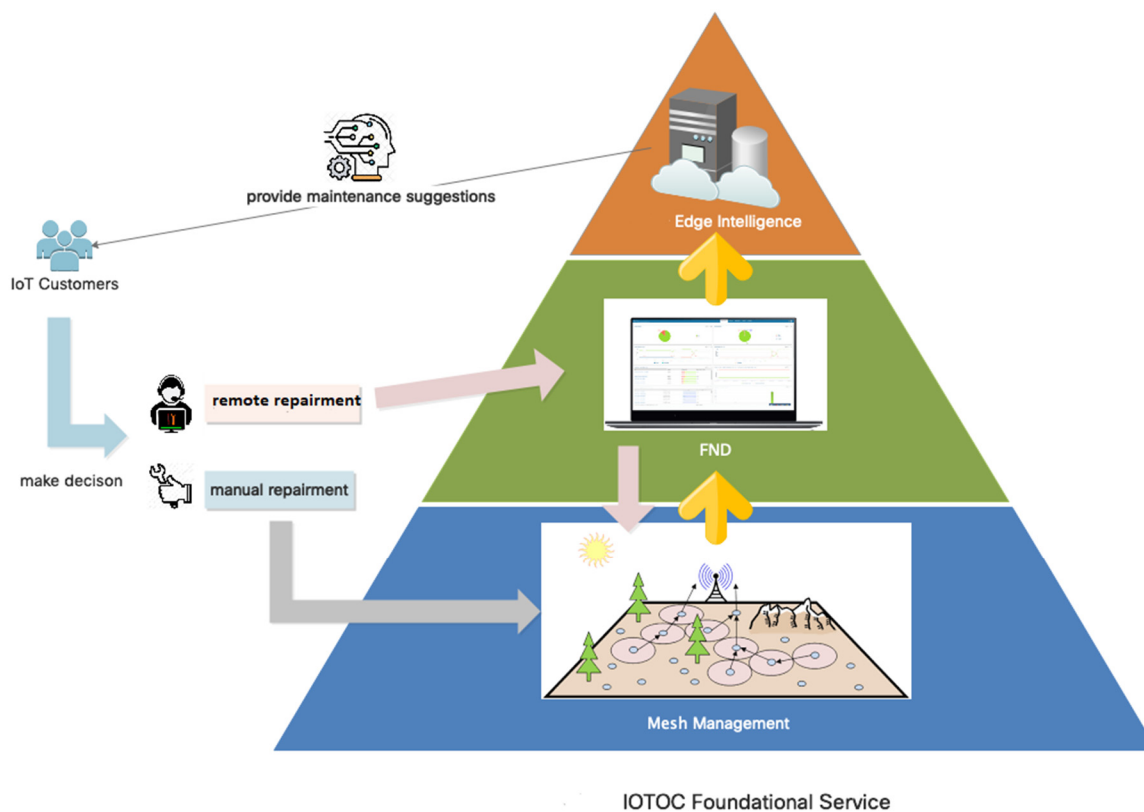 provide maintenance suggestions
Edge Intelligence
IoT Customers
remote repairment
FND
make decison
manual repairment
Mesh Management
IOTOC Foundational Service